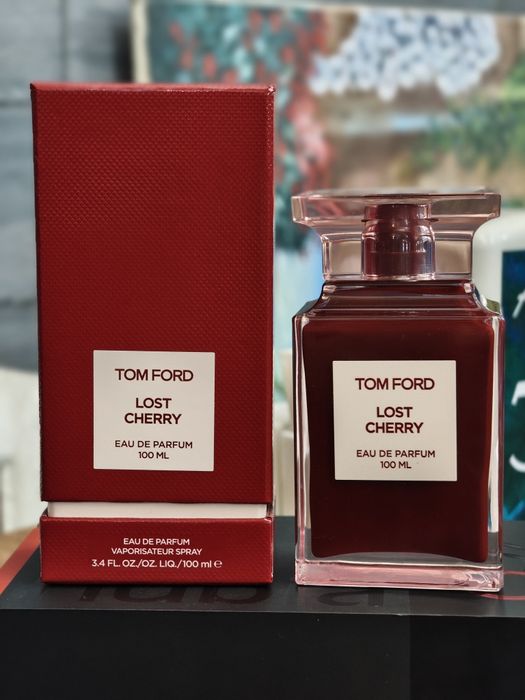 TOM FORD
LOST
CHERRY
EAU DE PARFUM
100 ML
EAU DE PARFUM
VAPORISATEUR SPRAY
3.4 FL. OZ./OZ. LIQ./100 ml ℮
TOM FORD
LOST
CHERRY
EAU DE PARFUM
100 ML